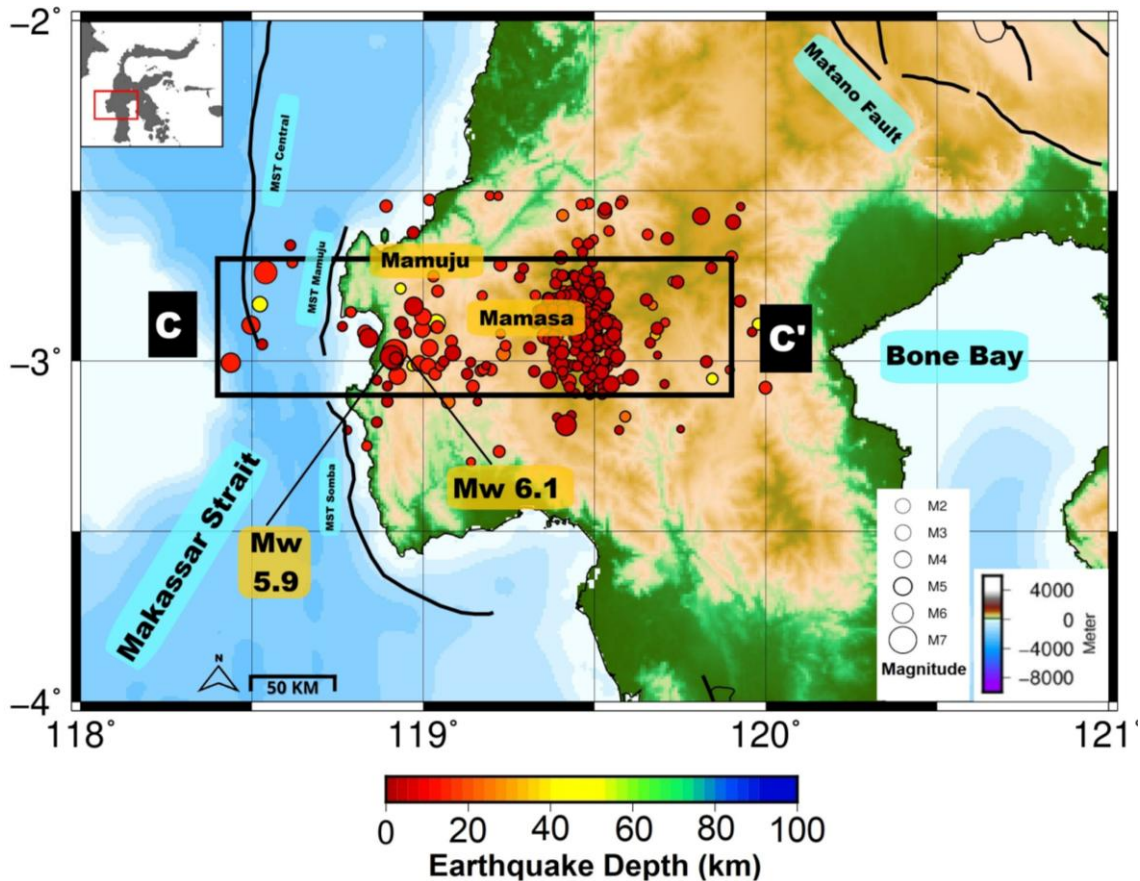 −2°
−3°
−4°
118˚
119˚
120˚
121˚
MST Central
MST Mamuju
MST Somba
Matano Fault
Mamuju
Mamasa
C
C'
Bone Bay
Makassar Strait
Mw 6.1
Mw
5.9
N
50 KM
M2
M3
M4
M5
M6
M7
Magnitude
4000
0
−4000
−8000
Meter
0
20
40
60
80
100
Earthquake Depth (km)